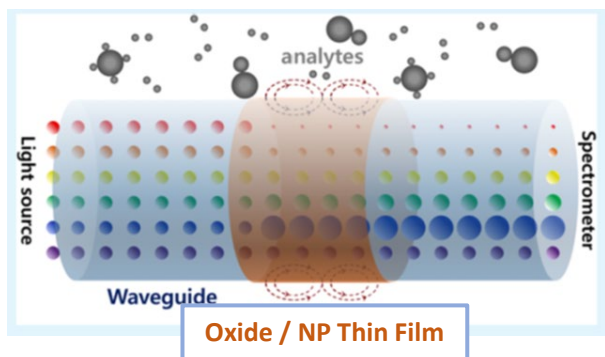 analytes
Light source
Spectrometer
Waveguide
Oxide / NP Thin Film